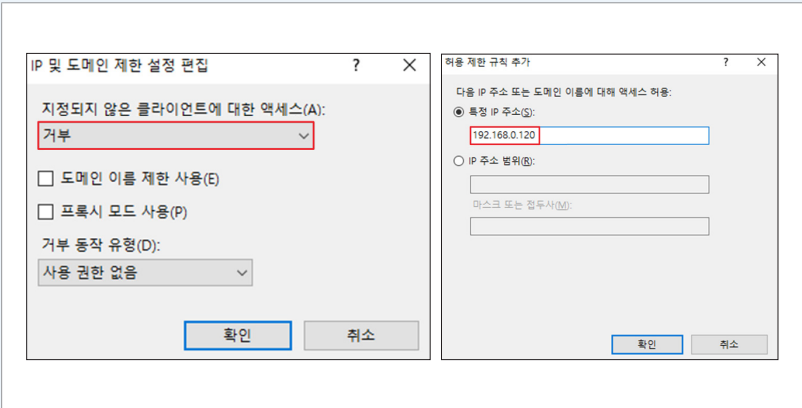 IP 및 도메인 제한 설정 편집
지정되지 않은 클라이언트에 대한 액세스(A):
거부
도메인 이름 제한 사용(E)
프록시 모드 사용(P)
거부 동작 유형(D):
사용 권한 없음
확인
취소
허용 제한 규칙 추가
다음 IP 주소 또는 도메인 이름에 대해 액세스 허용:
특정 IP 주소(S):
192.168.0.120
IP 주소 범위(R):
마스크 또는 접두사(M):
확인
취소